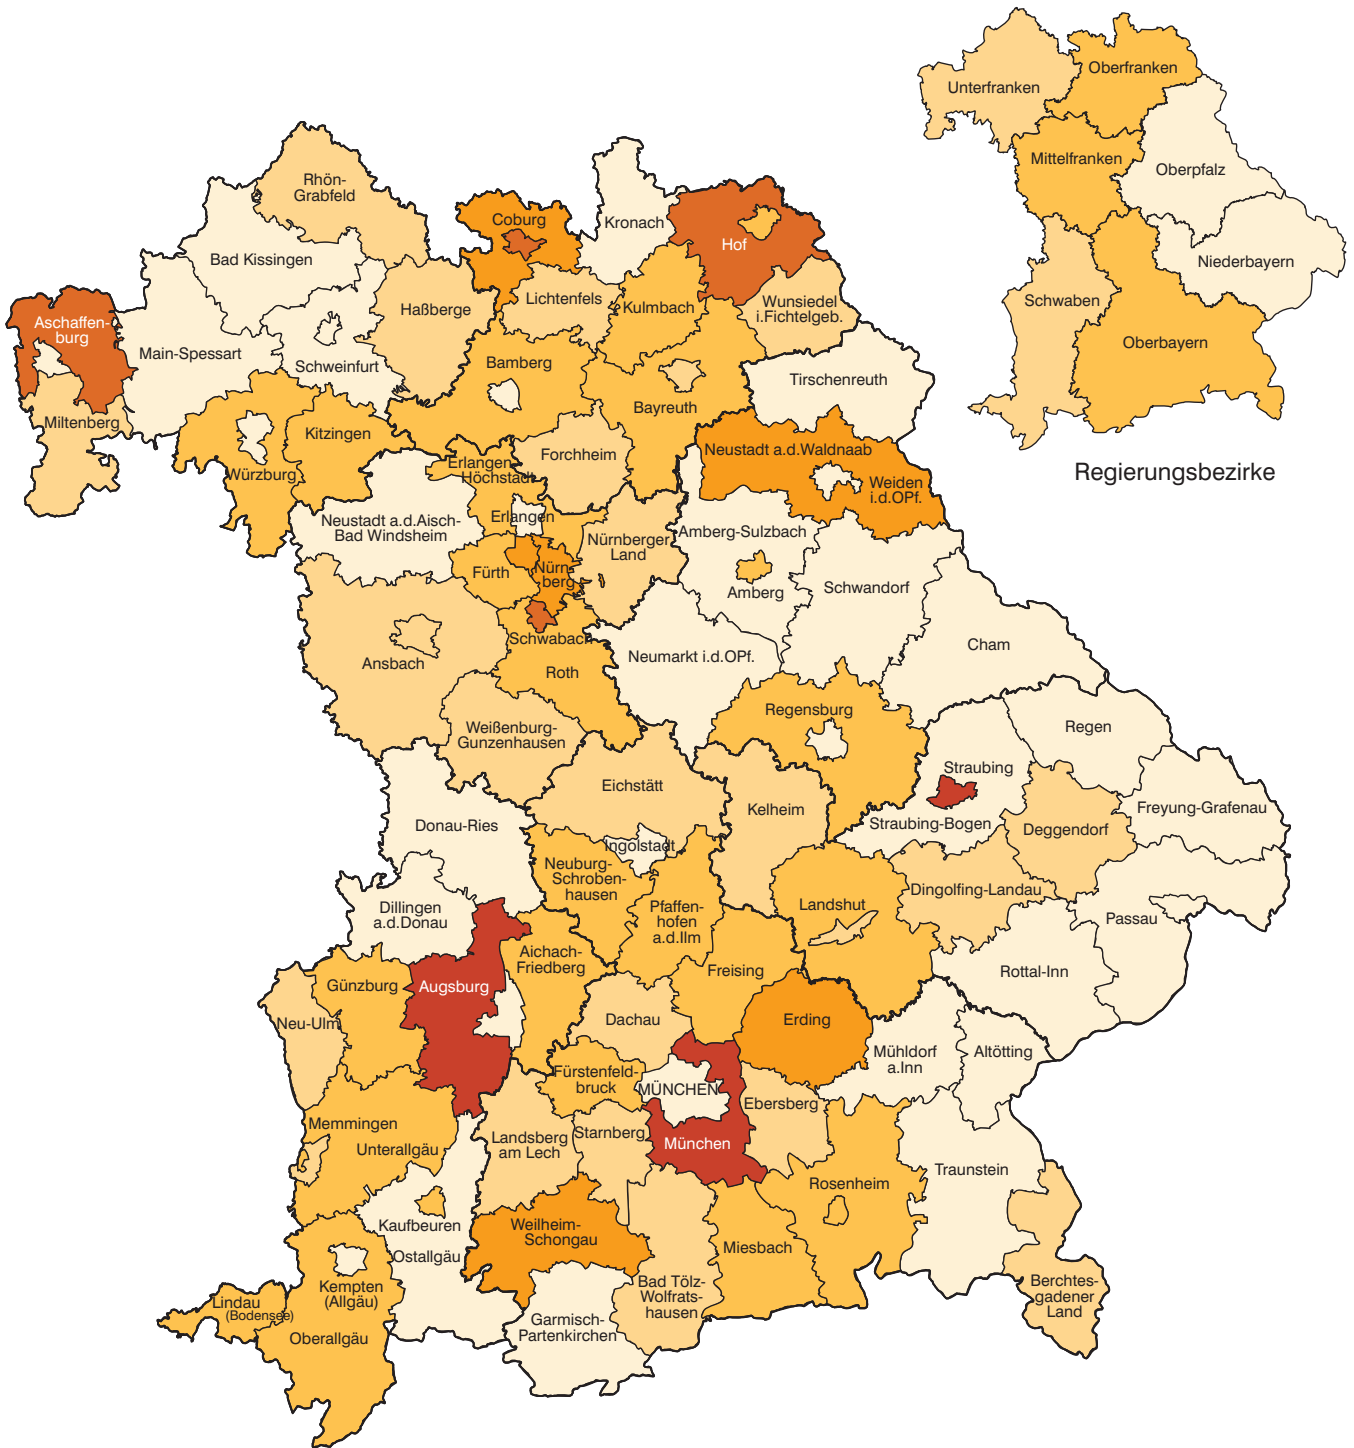 Unterfranken
Oberfranken
Mittelfranken
Oberpfalz
Niederbayern
Schwaben
Oberbayern
Regierungsbezirke
Rhön-
Grabfeld
Coburg
Kronach
Hof
Bad Kissingen
Lichtenfels
Kulmbach
Wunsiedel
i.Fichtelgeb.
Haßberge
Aschaffen-
burg
Main-Spessart
Schweinfurt
Bamberg
Tirschenreuth
Bayreuth
Miltenberg
Kitzingen
Würzburg
Forchheim
Erlangen-
Höchstadt
Neustadt a.d.Waldnaab
Weiden
i.d.OPf.
Neustadt a.d.Aisch-
Bad Windsheim
Erlangen
Nürnberger
Land
Amberg-Sulzbach
Fürth
Nürn-
berg
Amberg
Schwandorf
Schwabach
Cham
Ansbach
Roth
Neumarkt i.d.OPf.
Weißenburg-
Gunzenhausen
Regensburg
Regen
Straubing
Eichstätt
Kelheim
Freyung-Grafenau
Straubing-Bogen
Deggendorf
Donau-Ries
Ingolstadt
Neuburg-
Schroben-
hausen
Dingolfing-Landau
Dillingen
a.d.Donau
Pfaffen-
hofen
a.d.Ilm
Landshut
Passau
Aichach-
Friedberg
Günzburg
Augsburg
Freising
Rottal-Inn
Neu-Ulm
Dachau
Erding
Mühldorf
a.Inn
Altötting
Fürstenfeld-
bruck
MÜNCHEN
Ebersberg
Memmingen
Unterallgäu
Landsberg
am Lech
Starnberg
München
Traunstein
Rosenheim
Kaufbeuren
Ostallgäu
Weilheim-
Schongau
Miesbach
Kempten
(Allgäu)
Lindau
(Bodensee)
Oberallgäu
Bad Tölz-
Wolfrats-
hausen
Garmisch-
Partenkirchen
Berchtes-
gadener
Land